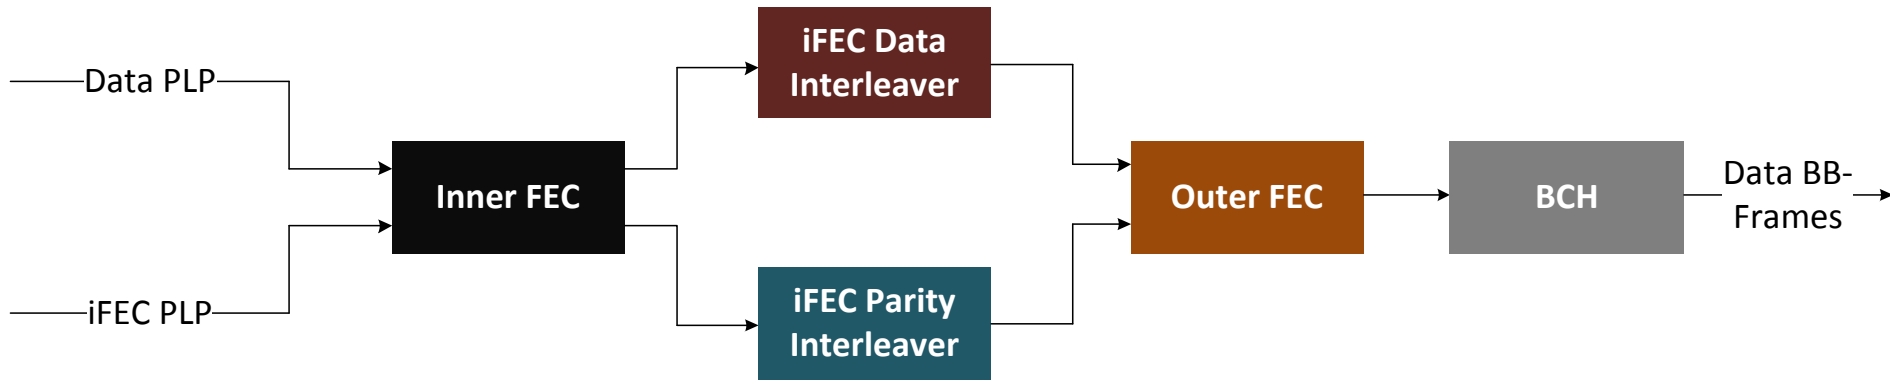 Data PLP
iFEC PLP
Inner FEC
iFEC Data
Interleaver
iFEC Parity
Interleaver
Outer FEC
BCH
Data BB-
Frames